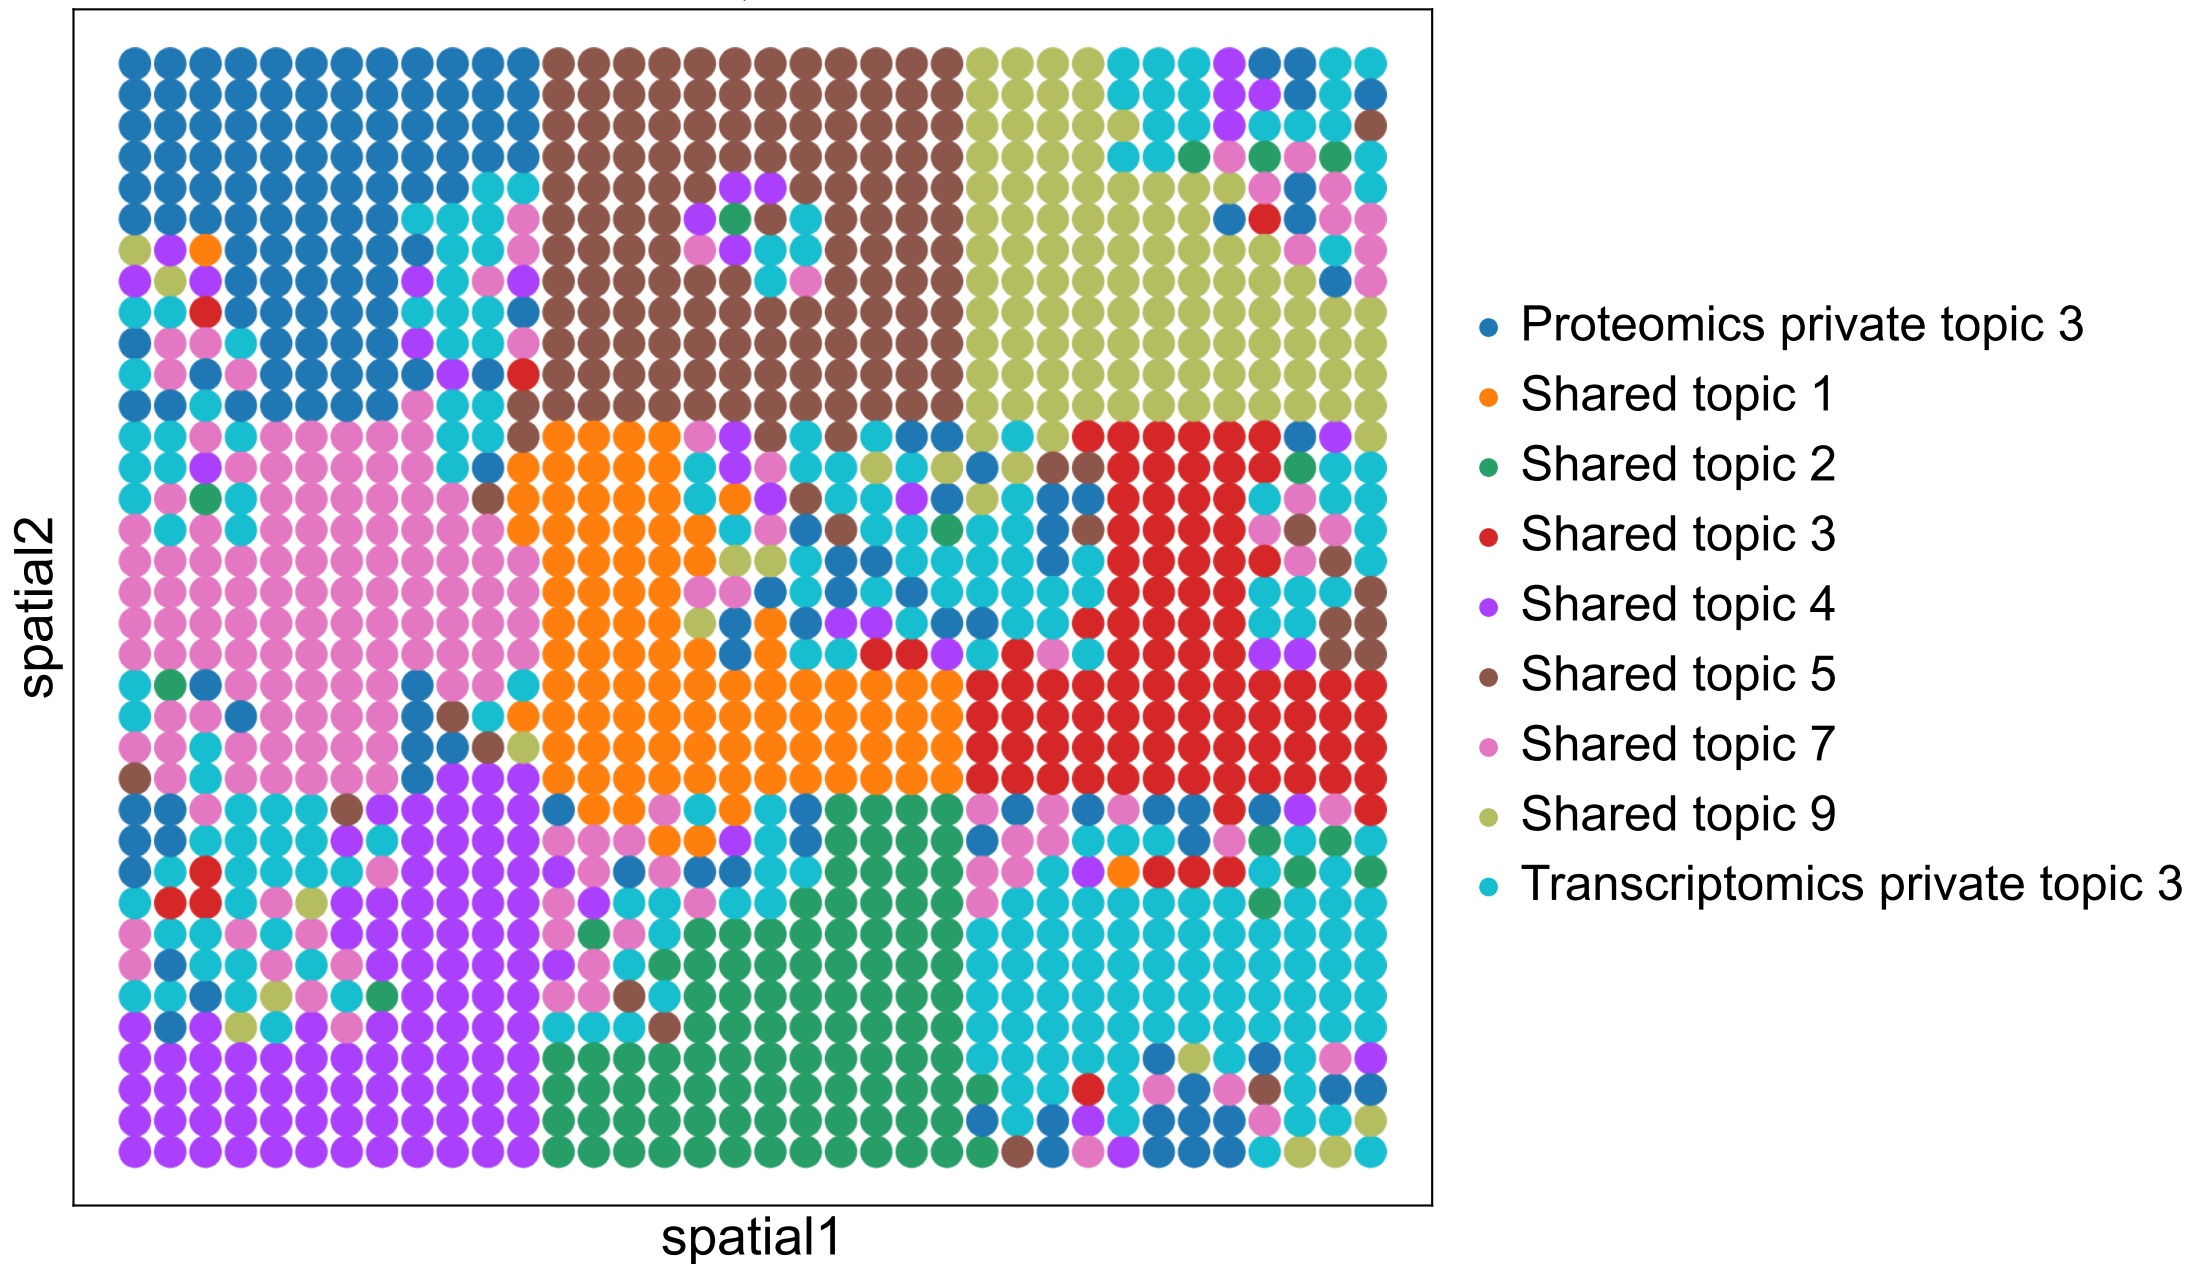 spatial2
spatial1
Proteomics private topic 3
Shared topic 1
Shared topic 2
Shared topic 3
Shared topic 4
Shared topic 5
Shared topic 7
Shared topic 9
Transcriptomics private topic 3